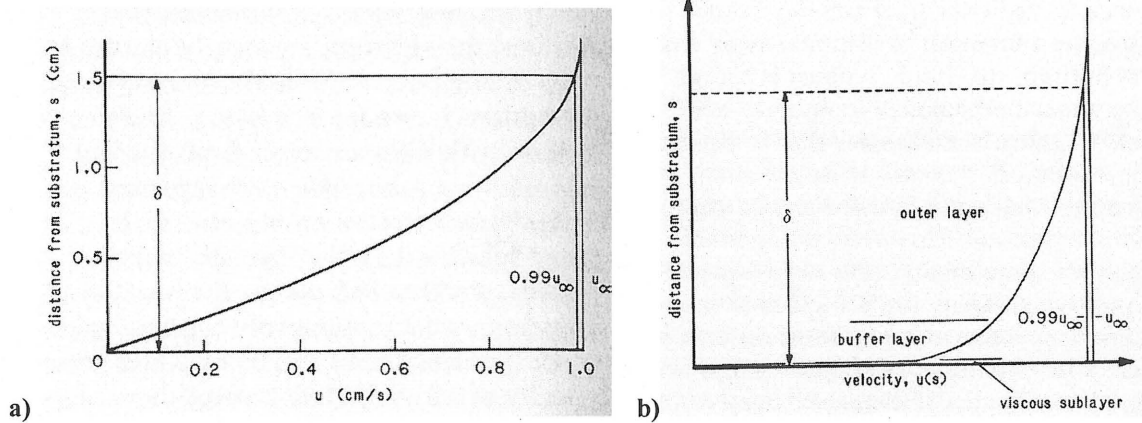 distance from substratum, s (cm)
1.5
1.0
0.5
0
δ
0.99u∞
u∞
0.2
0.4
0.6
0.8
1.0
u (cm/s)
a)
distance from substratum, s
δ
outer layer
0.99u∞
u∞
buffer layer
velocity, u(s)
viscous sublayer
b)